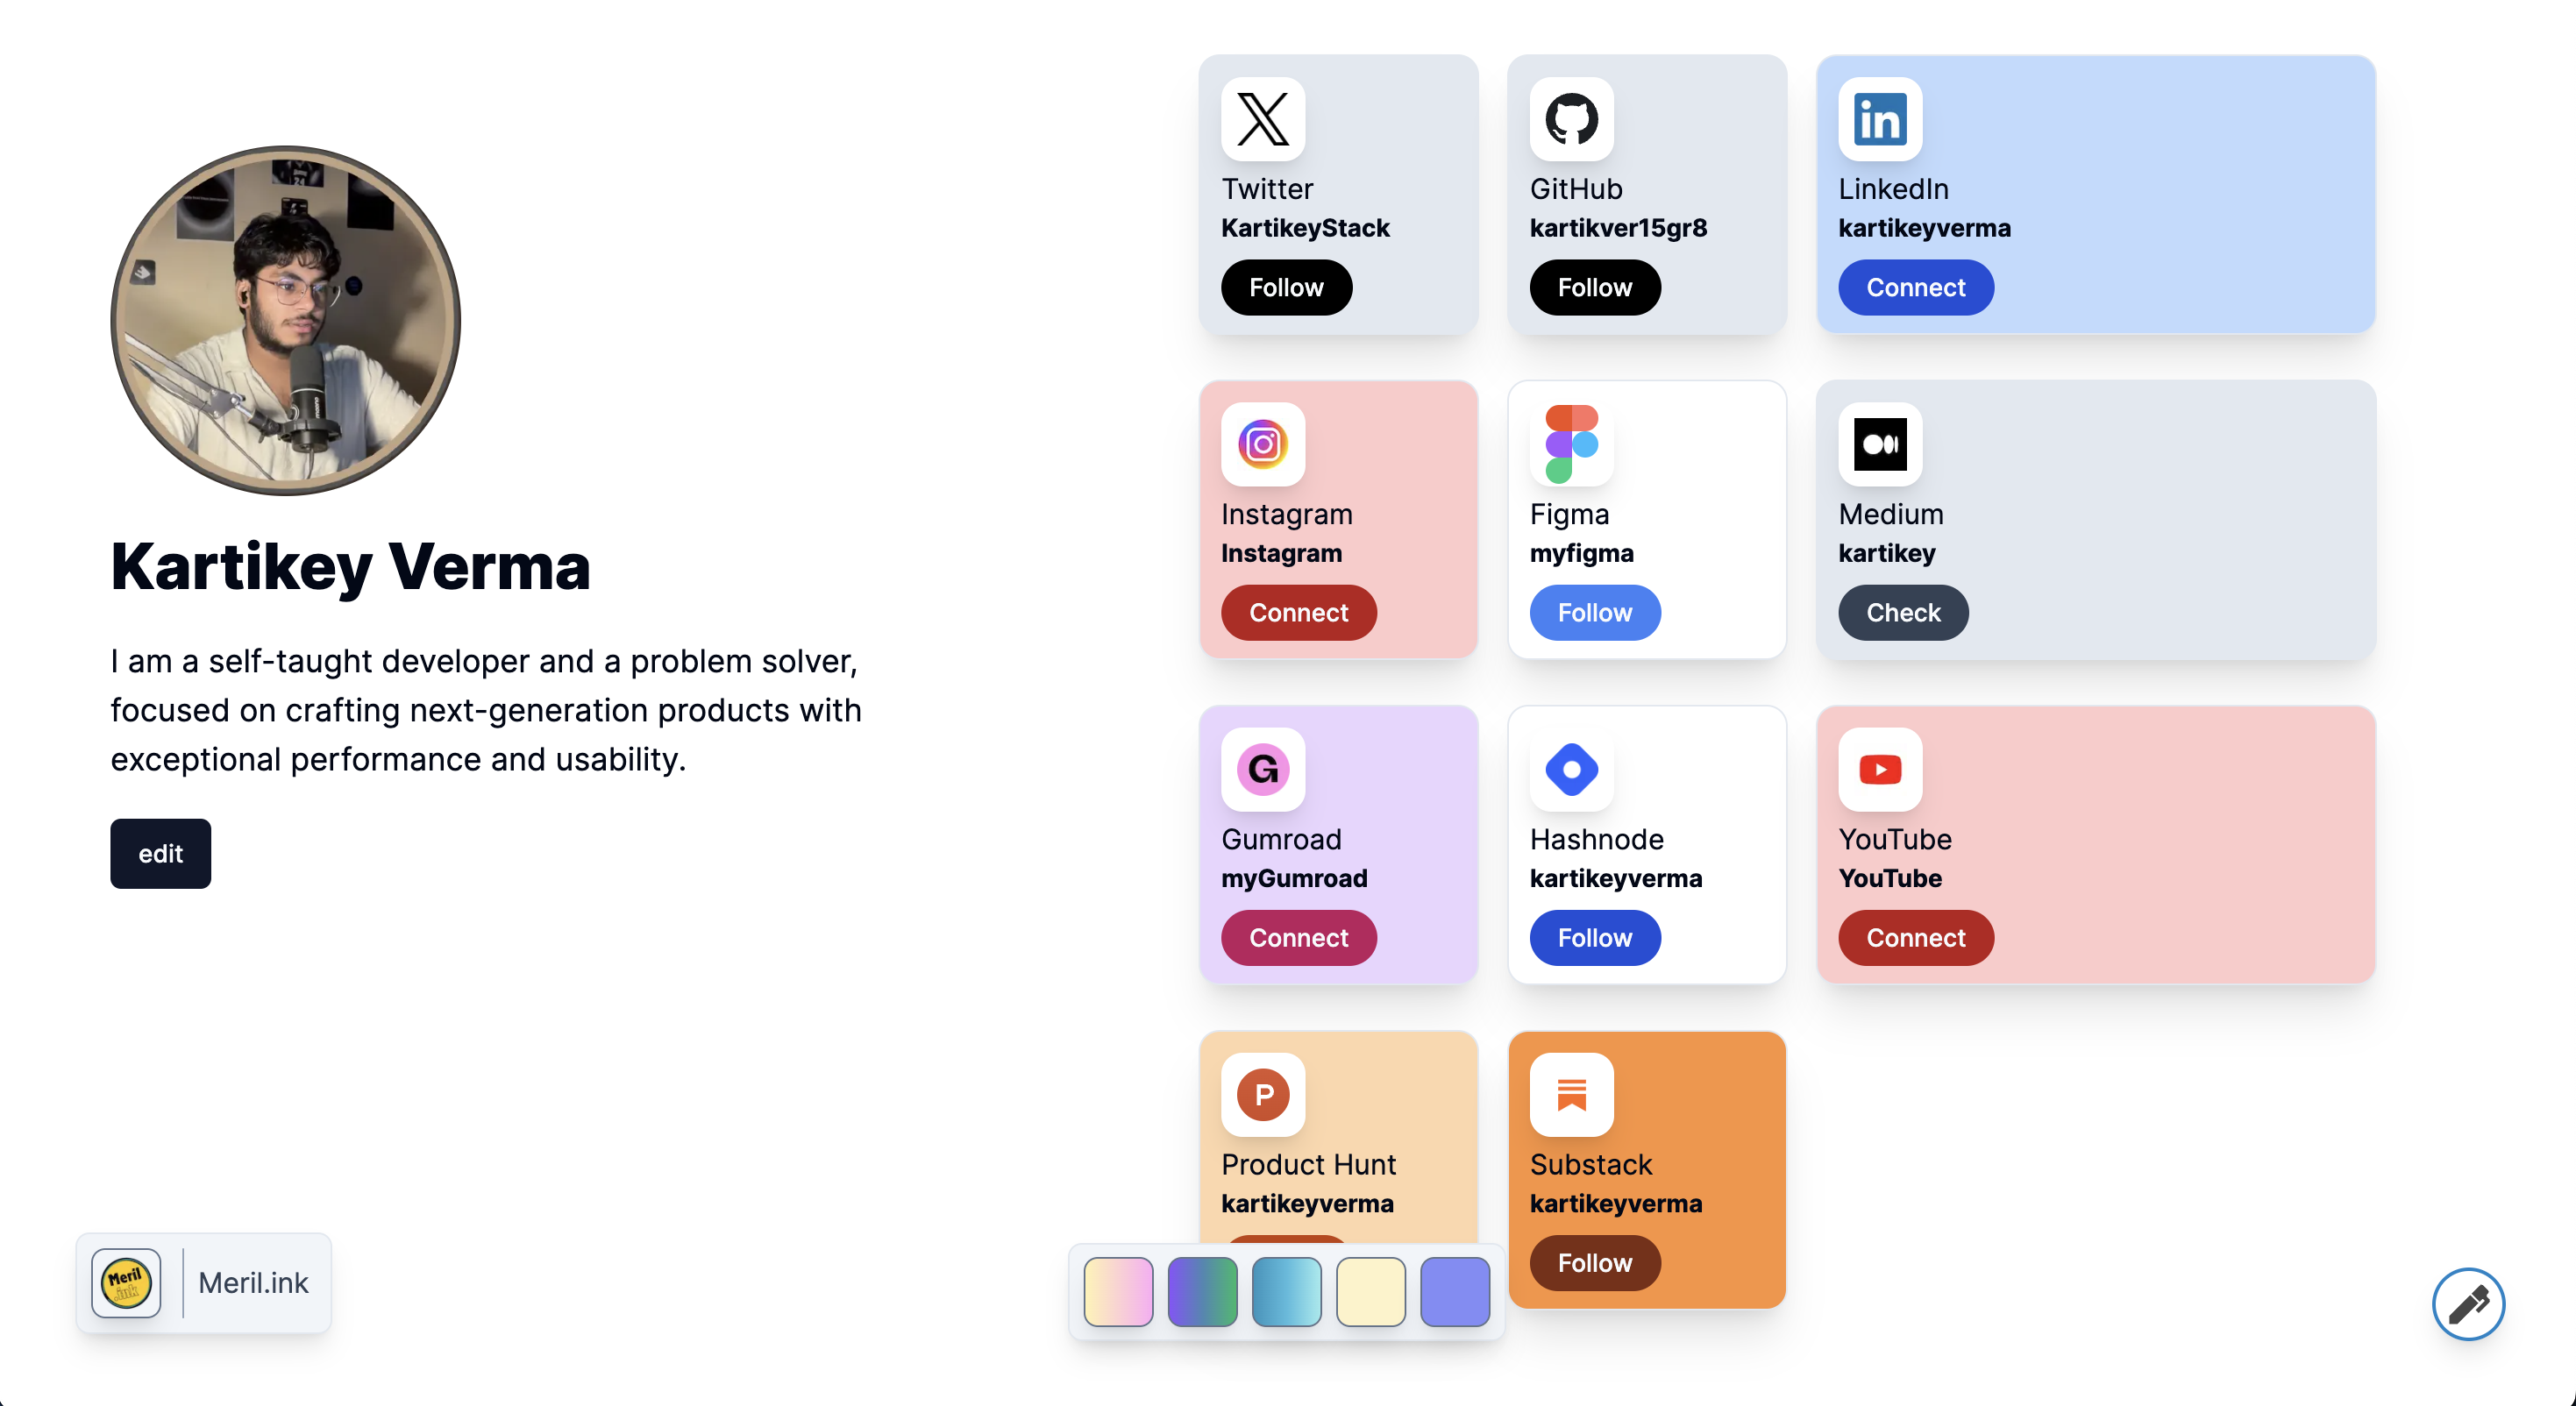 Kartikey Verma
I am a self-taught developer and a problem solver,
focused on crafting next-generation products with
exceptional performance and usability.
edit
Twitter
KartikeyStack
Follow
GitHub
kartikver15gr8
Follow
in
LinkedIn
kartikeyverma
Connect
Instagram
Instagram
Connect
Figma
myfigma
Follow
Medium
kartikey
Check
G
Gumroad
myGumroad
Connect
Hashnode
kartikeyverma
Follow
YouTube
YouTube
Connect
P
Product Hunt
kartikeyverma
Substack
kartikeyverma
Follow
Meril
.ink
Meril.ink